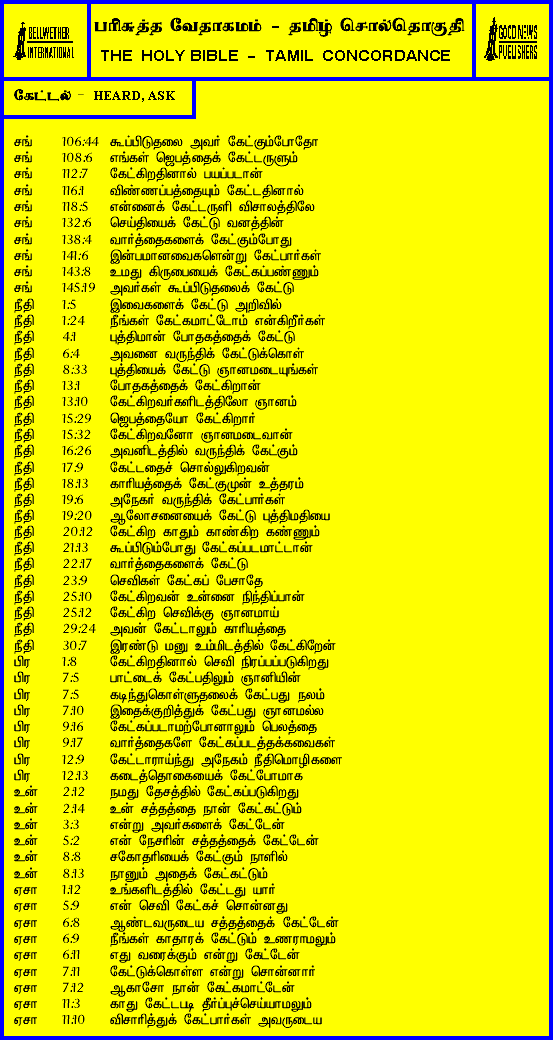 BELLWETHER
INTERNATIONAL
பரிசுத்த வேதாகமம் - தமிழ் சொல்தொகுதி
THE HOLY BIBLE - TAMIL CONCORDANCE
GOOD NEWS
PUBLISHERS
கேட்டல் - HEARD, ASK
சங் 106:44 கூப்பிடுதலை அவர் கேட்கும்போதோ
சங் 108:6 எங்கள் ஜெபத்தைக் கேட்டருளும்
சங் 112:7 கேட்கிறதினால் பயப்படான்
சங் 116:1 விண்ணப்பத்தையும் கேட்டதினால்
சங் 118:5 என்னைக் கேட்டருளி விசாலத்திலே
சங் 132:6 செய்தியைக் கேட்டு வனத்தின்
சங் 138:4 வார்த்தைகளைக் கேட்கும்போது
சங் 141:6 இன்பமானவைகளென்று கேட்பார்கள்
சங் 143:8 உமது கிருபையைக் கேட்கப்பண்ணும்
சங் 145:19 அவர்கள் கூப்பிடுதலைக் கேட்டு
நீதி 1:5 இவைகளைக் கேட்டு அறிவில்
நீதி 1:24 நீங்கள் கேட்கமாட்டோம் என்கிறீர்கள்
நீதி 4:1 புத்திமான் போதகத்தைக் கேட்டு
நீதி 6:4 அவனை வருந்திக் கேட்டுக்கொள்
நீதி 8:33 புத்தியைக் கேட்டு ஞானமடையுங்கள்
நீதி 13:1 போதகத்தைக் கேட்கிறான்
நீதி 13:10 கேட்கிறவர்களிடத்திலோ ஞானம்
நீதி 15:29 ஜெபத்தையோ கேட்கிறார்
நீதி 15:32 கேட்கிறவனோ ஞானமடைவான்
நீதி 16:26 அவனிடத்தில் வருந்திக் கேட்கும்
நீதி 17:9 கேட்டதைச் சொல்லுகிறவன்
நீதி 18:13 காரியத்தைக் கேட்குமுன் உத்தரம்
நீதி 19:6 அநேகர் வருந்திக் கேட்பார்கள்
நீதி 19:20 ஆலோசனையைக் கேட்டு புத்திமதியை
நீதி 20:12 கேட்கிற காதும் காண்கிற கண்ணும்
நீதி 21:13 கூப்பிடும்போது கேட்கப்படமாட்டான்
நீதி 22:17 வார்த்தைகளைக் கேட்டு
நீதி 23:9 செவிகள் கேட்கப் பேசாதே
நீதி 25:10 கேட்கிறவன் உன்னை நிந்திப்பான்
நீதி 25:12 கேட்கிற செவிக்கு ஞானமாய்
நீதி 29:24 அவன் கேட்டாலும் காரியத்தை
நீதி 30:7 இரண்டு மனு உம்மிடத்தில் கேட்கிறேன்
பிர 1:8 கேட்கிறதினால் செவி நிரப்பப்படுகிறது
பிர 7:5 பாட்டைக் கேட்பதிலும் ஞானியின்
பிர 7:5 கடிந்துகொள்ளுதலைக் கேட்பது நலம்
பிர 7:10 இதைக்குறித்துக் கேட்பது ஞானமல்ல
பிர 9:16 கேட்கப்படாமற்போனாலும் பெலத்தை
பிர 9:17 வார்த்தைகளே கேட்கப்படத்தக்கவைகள்
பிர 12:9 கேட்டாராய்ந்து அநேகம் நீதிமொழிகளை
பிர 12:13 கடைத்தொகையைக் கேட்போமாக
உன் 2:12 நமது தேசத்தில் கேட்கப்படுகிறது
உன் 2:14 உன் சத்தத்தை நான் கேட்கட்டும்
உன் 3:3 என்று அவர்களைக் கேட்டேன்
உன் 5:2 என் நேசரின் சத்தத்தைக் கேட்டேன்
உன் 8:8 சகோதரியைக் கேட்கும் நாளில்
உன் 8:13 நானும் அதைக் கேட்கட்டும்
ஏசா 1:12 உங்களிடத்தில் கேட்டது யார்
ஏசா 5:9 என் செவி கேட்கச் சொன்னது
ஏசா 6:8 ஆண்டவருடைய சத்தத்தைக் கேட்டேன்
ஏசா 6:9 நீங்கள் காதாரக் கேட்டும் உணராமலும்
ஏசா 6:11 எது வரைக்கும் என்று கேட்டேன்
ஏசா 7:11 கேட்டுக்கொள்ள என்று சொன்னார்
ஏசா 7:12 ஆகாசோ நான் கேட்கமாட்டேன்
ஏசா 11:3 காது கேட்டபடி தீர்ப்புச்செய்யாமலும்
ஏசா 11:10 விசாரித்துக் கேட்பார்கள் அவருடைய